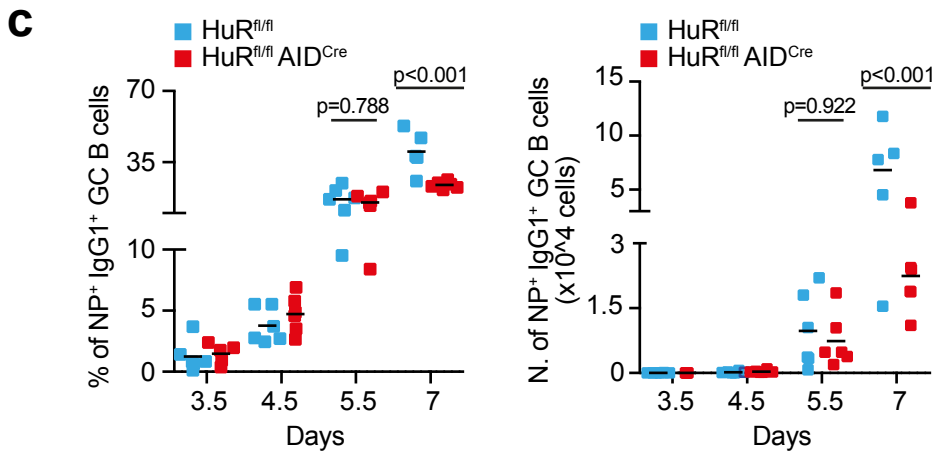 c
HuR^fl/fl
HuR^fl/fl AID^Cre
% of NP+ IgG1+ GC B cells
70
35
10
5
0
p=0.788
p<0.001
3.5 4.5 5.5 7
Days
HuR^fl/fl
HuR^fl/fl AID^Cre
N. of NP+ IgG1+ GC B cells
(x10^4 cells)
15
10
5
3
1.5
0
p=0.922
p<0.001
3.5 4.5 5.5 7
Days